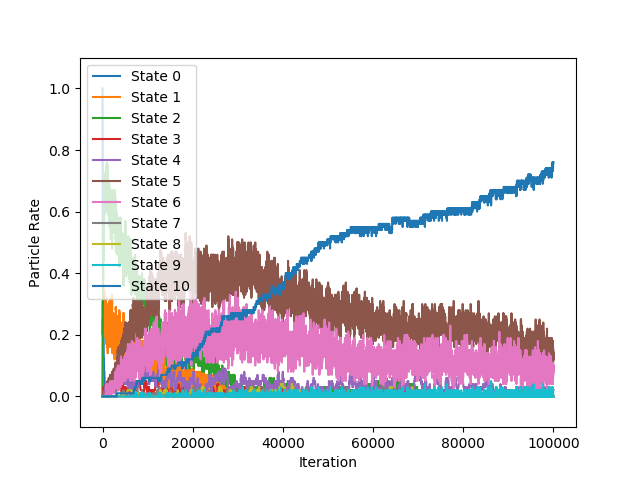 1.0
0.8
0.6
0.4
0.2
0.0
Particle Rate
State 0
State 1
State 2
State 3
State 4
State 5
State 6
State 7
State 8
State 9
State 10
0 20000 40000 60000 80000 100000
Iteration